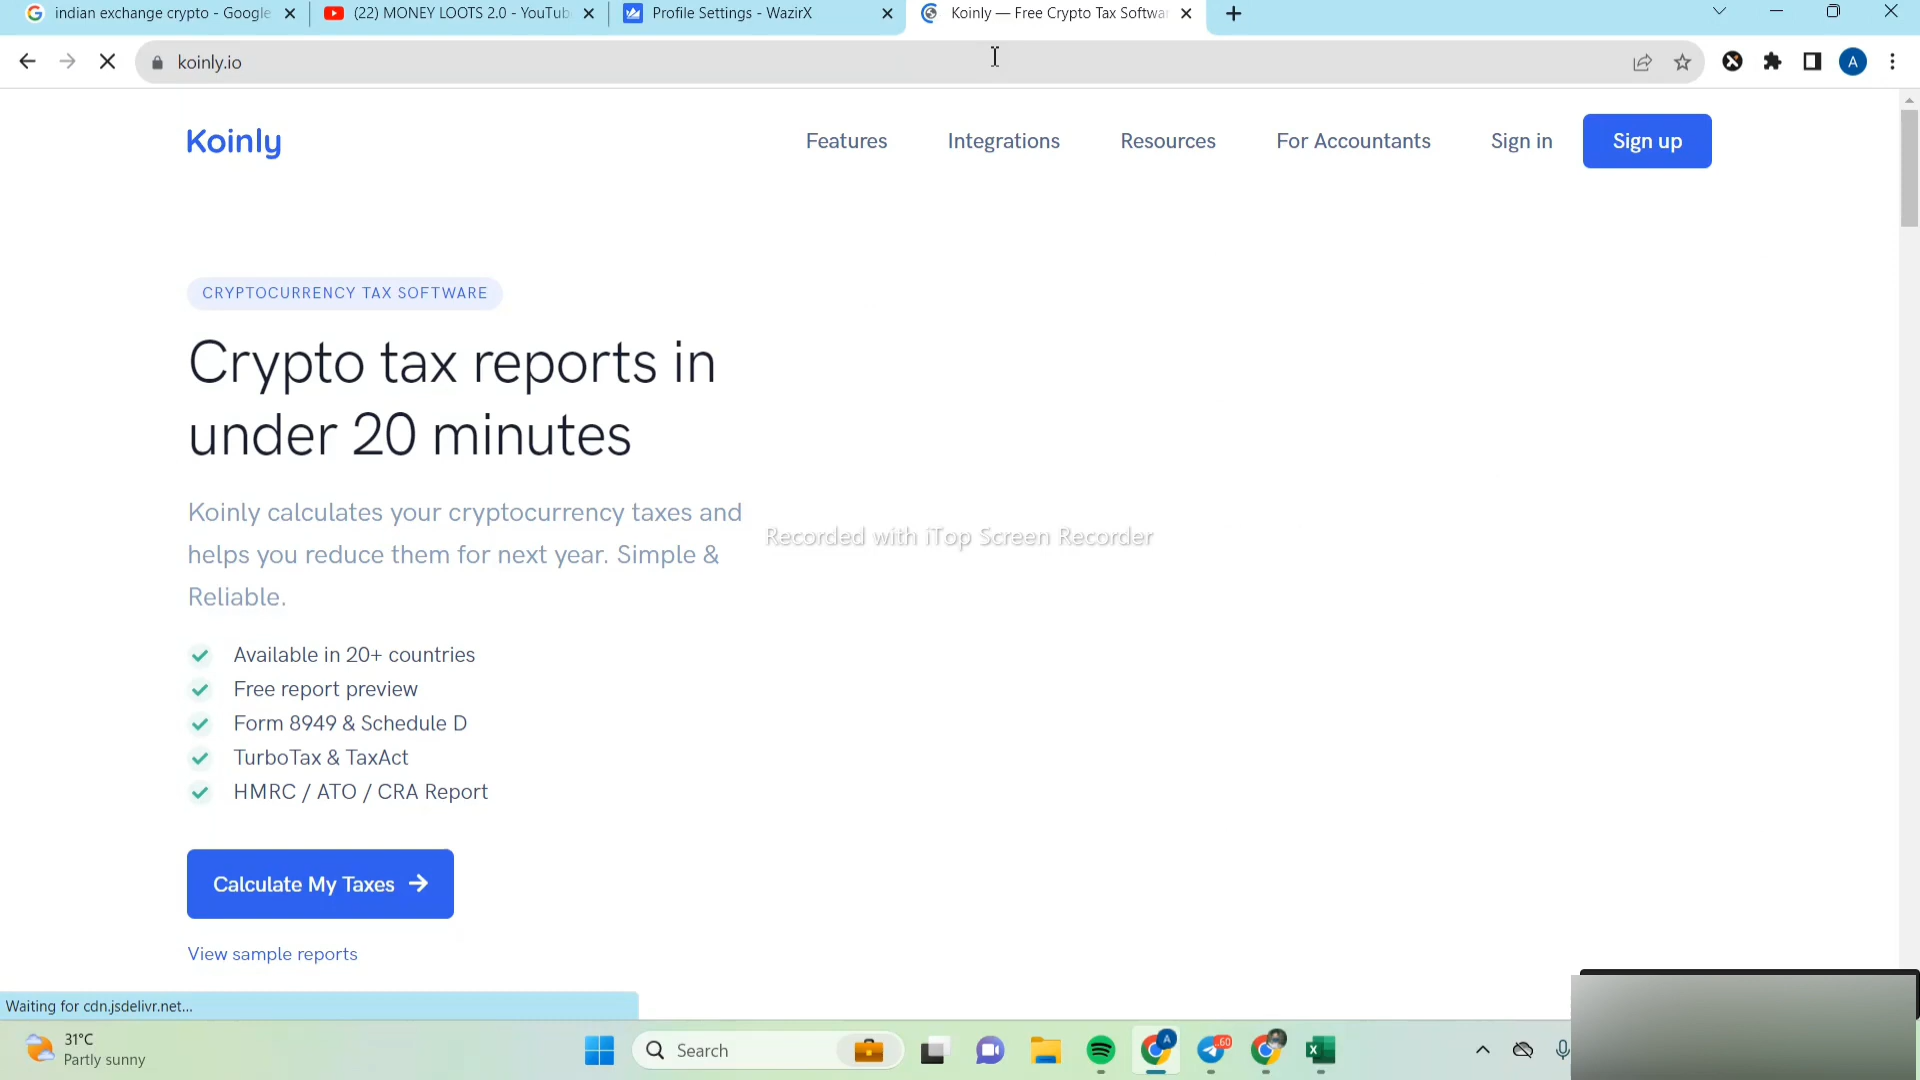 indian exchange crypto - Google
(22) MONEY LOOTS 2.0 - YouTub
Profile Settings - WazirX
Koinly — Free Crypto Tax Softwar
koinly.io
A
Koinly
Features
Integrations
Resources
For Accountants
Sign in
Sign up
CRYPTOCURRENCY TAX SOFTWARE
Crypto tax reports in
under 20 minutes
Koinly calculates your cryptocurrency taxes and
helps you reduce them for next year. Simple &
Reliable.
Recorded with iTop Screen Recorder
Available in 20+ countries
Free report preview
Form 8949 & Schedule D
TurboTax & TaxAct
HMRC / ATO / CRA Report
Calculate My Taxes
View sample reports
Waiting for cdn.jsdelivr.net...
31°C
Partly sunny
Search
A
60